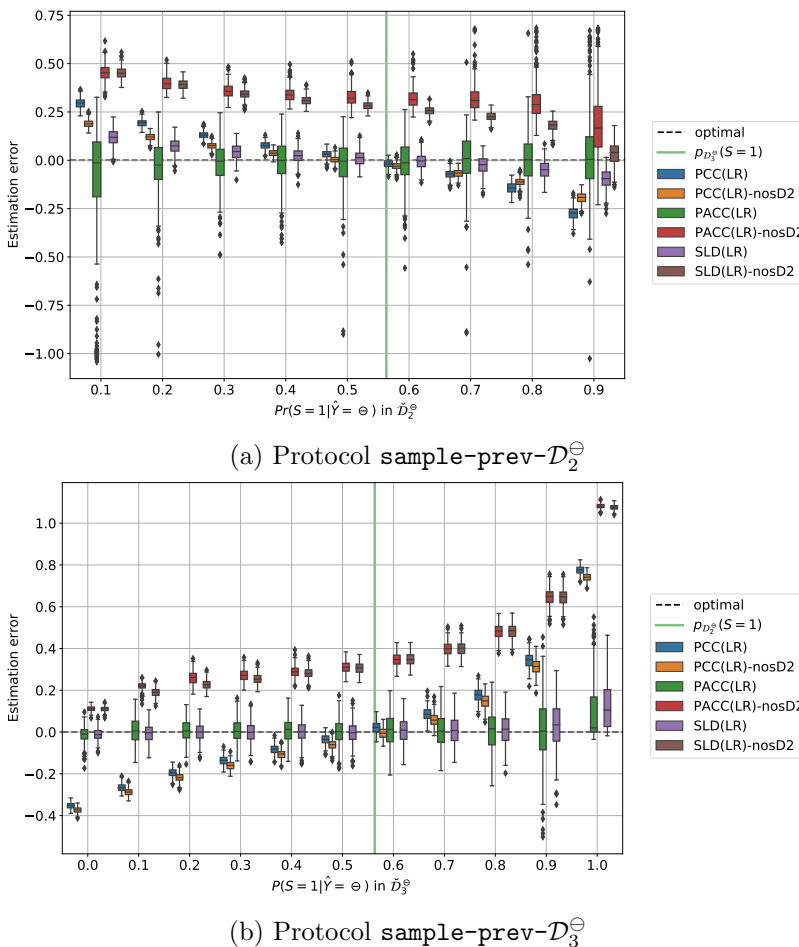 0.75
0.50
0.25
0.00
−0.25
−0.50
−0.75
−1.00
Estimation error
0.1 0.2 0.3 0.4 0.5 0.6 0.7 0.8 0.9
Pr(S = 1|Ŷ = ⊖) in 𝒟̆₂^⊖
optimal
p_𝒟̆₃^⊖(S = 1)
PCC(LR)
PCC(LR)-nosD2
PACC(LR)
PACC(LR)-nosD2
SLD(LR)
SLD(LR)-nosD2
(a) Protocol sample-prev-𝒟₂^⊖
1.0
0.8
0.6
0.4
0.2
0.0
−0.2
−0.4
Estimation error
0.0 0.1 0.2 0.3 0.4 0.5 0.6 0.7 0.8 0.9 1.0
P(S = 1|Ŷ = ⊖) in 𝒟̆₃^⊖
optimal
p_𝒟₂^⊖(S = 1)
PCC(LR)
PCC(LR)-nosD2
PACC(LR)
PACC(LR)-nosD2
SLD(LR)
SLD(LR)-nosD2
(b) Protocol sample-prev-𝒟₃^⊖